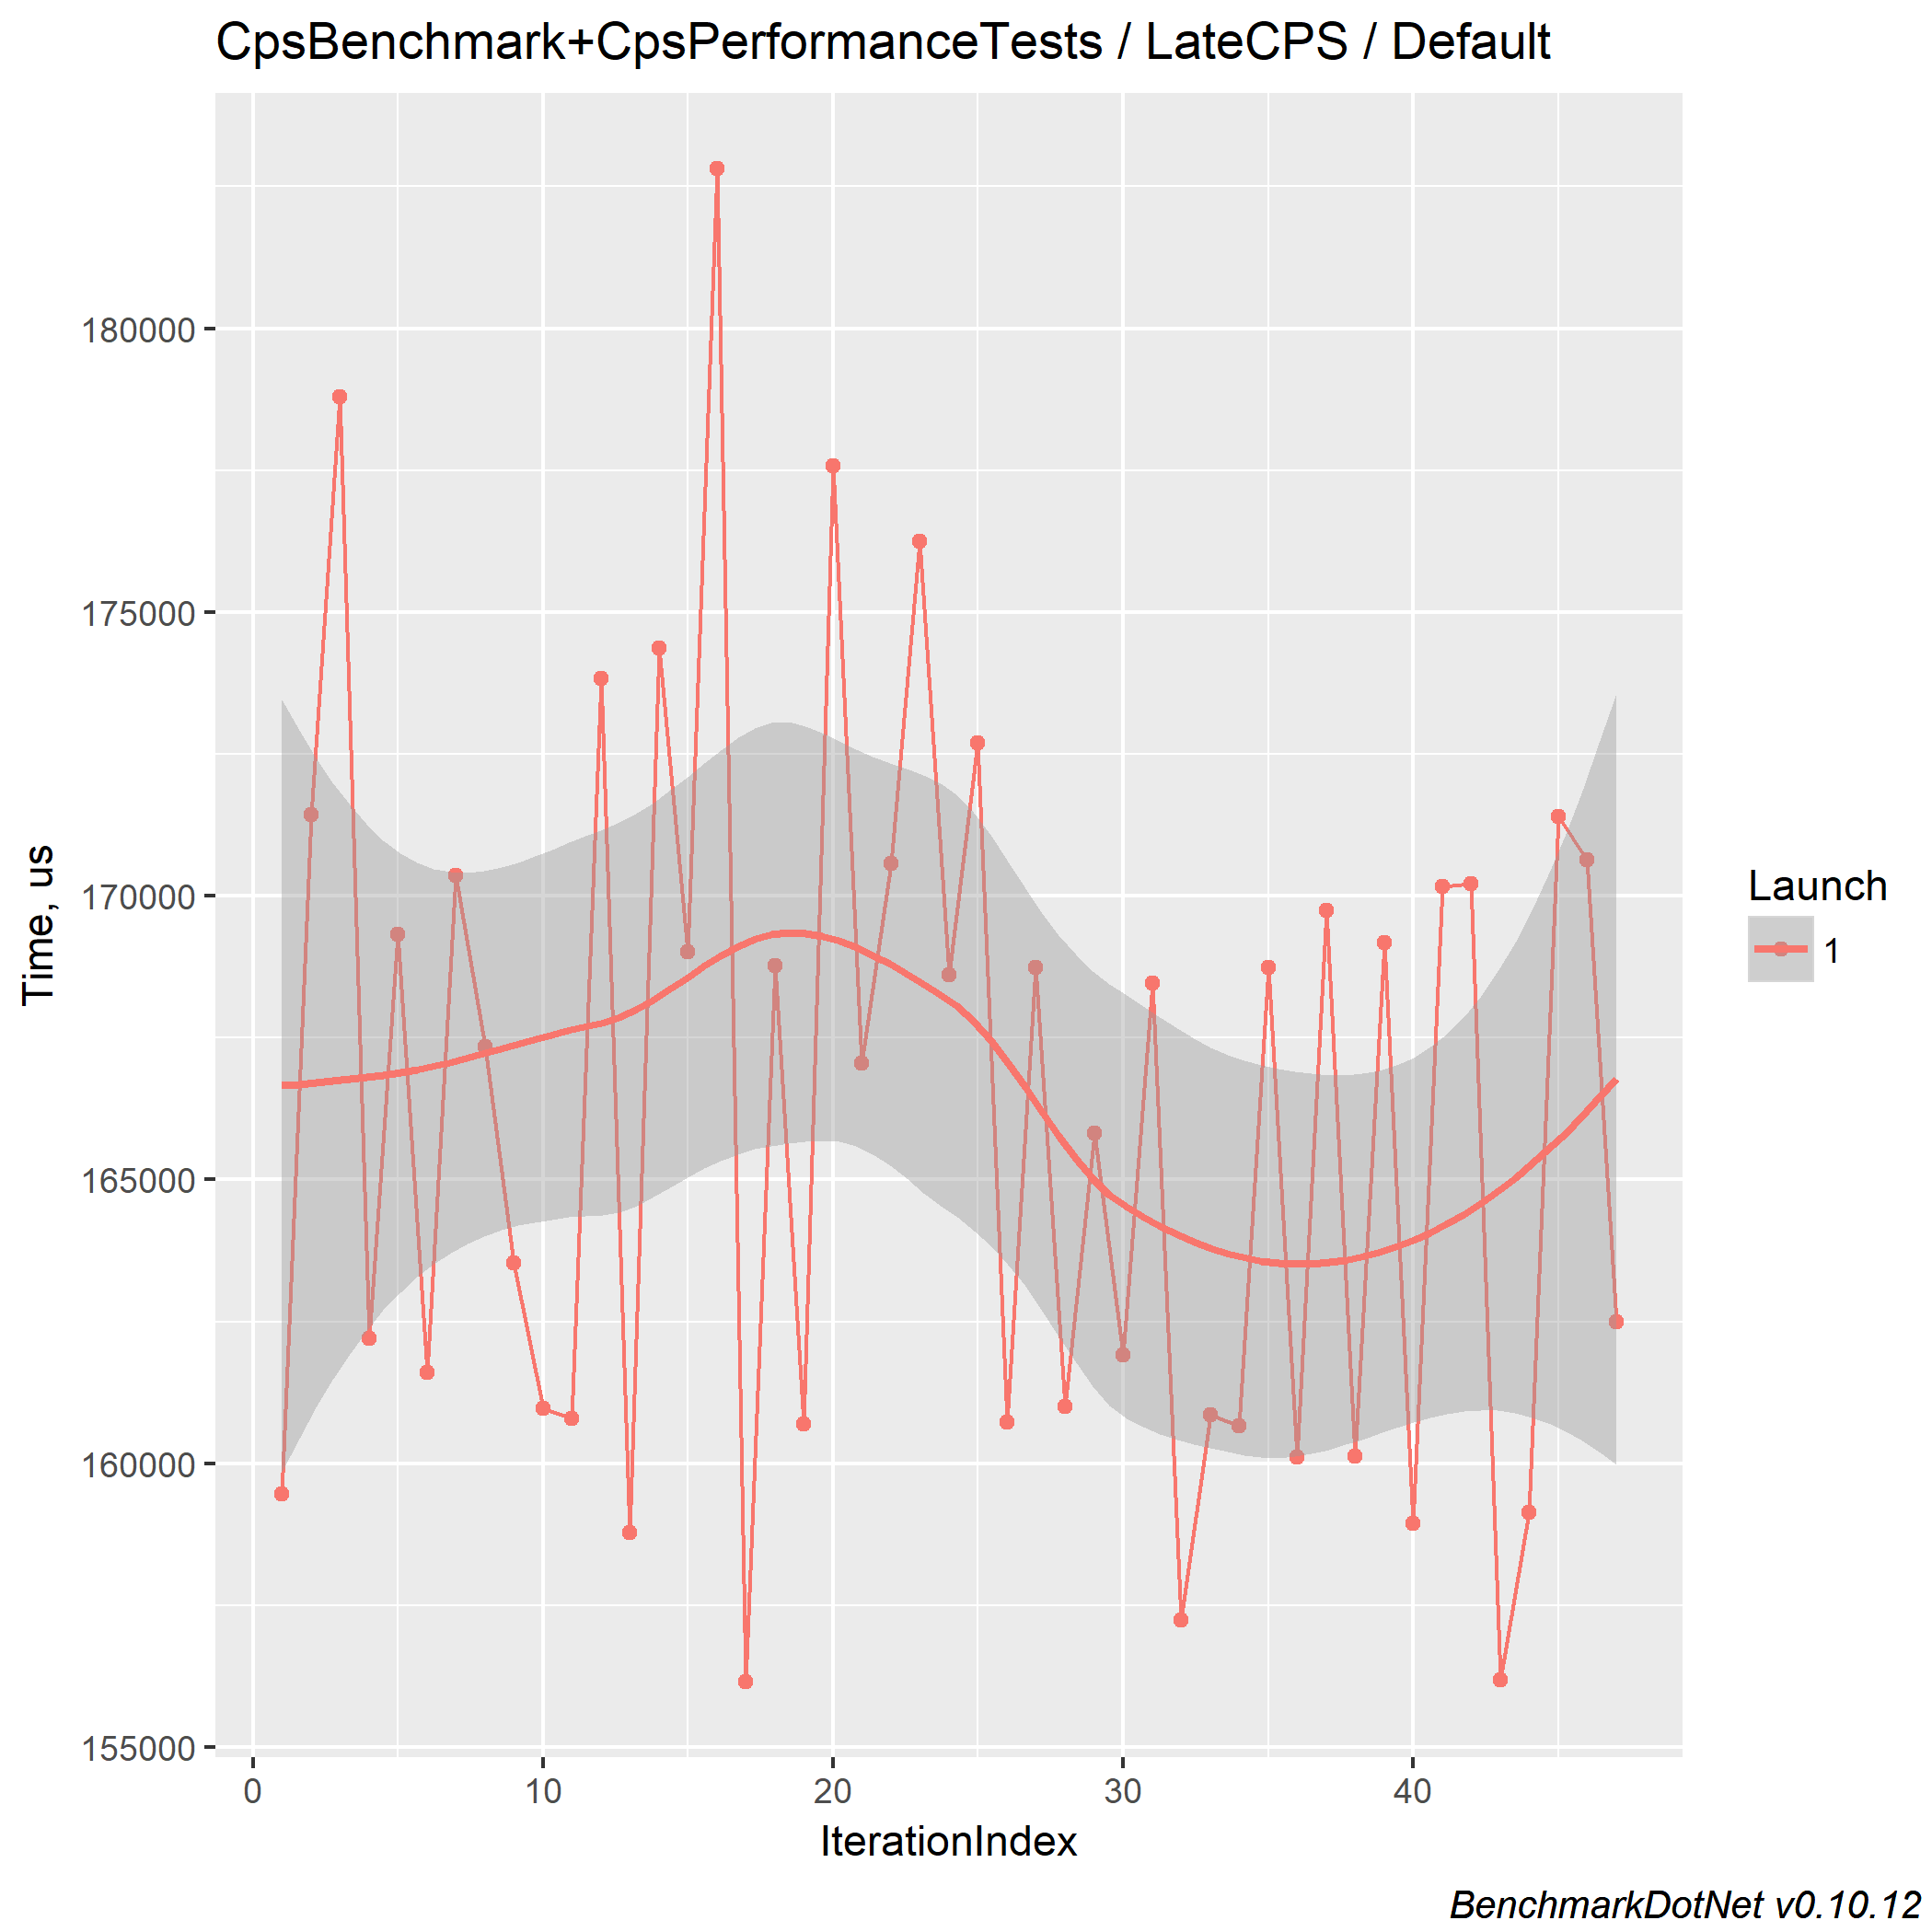 CpsBenchmark+CpsPerformanceTests / LateCPS / Default
180000
175000
170000
165000
160000
155000
Time, us
0 10 20 30 40
IterationIndex
Launch
1
BenchmarkDotNet v0.10.12